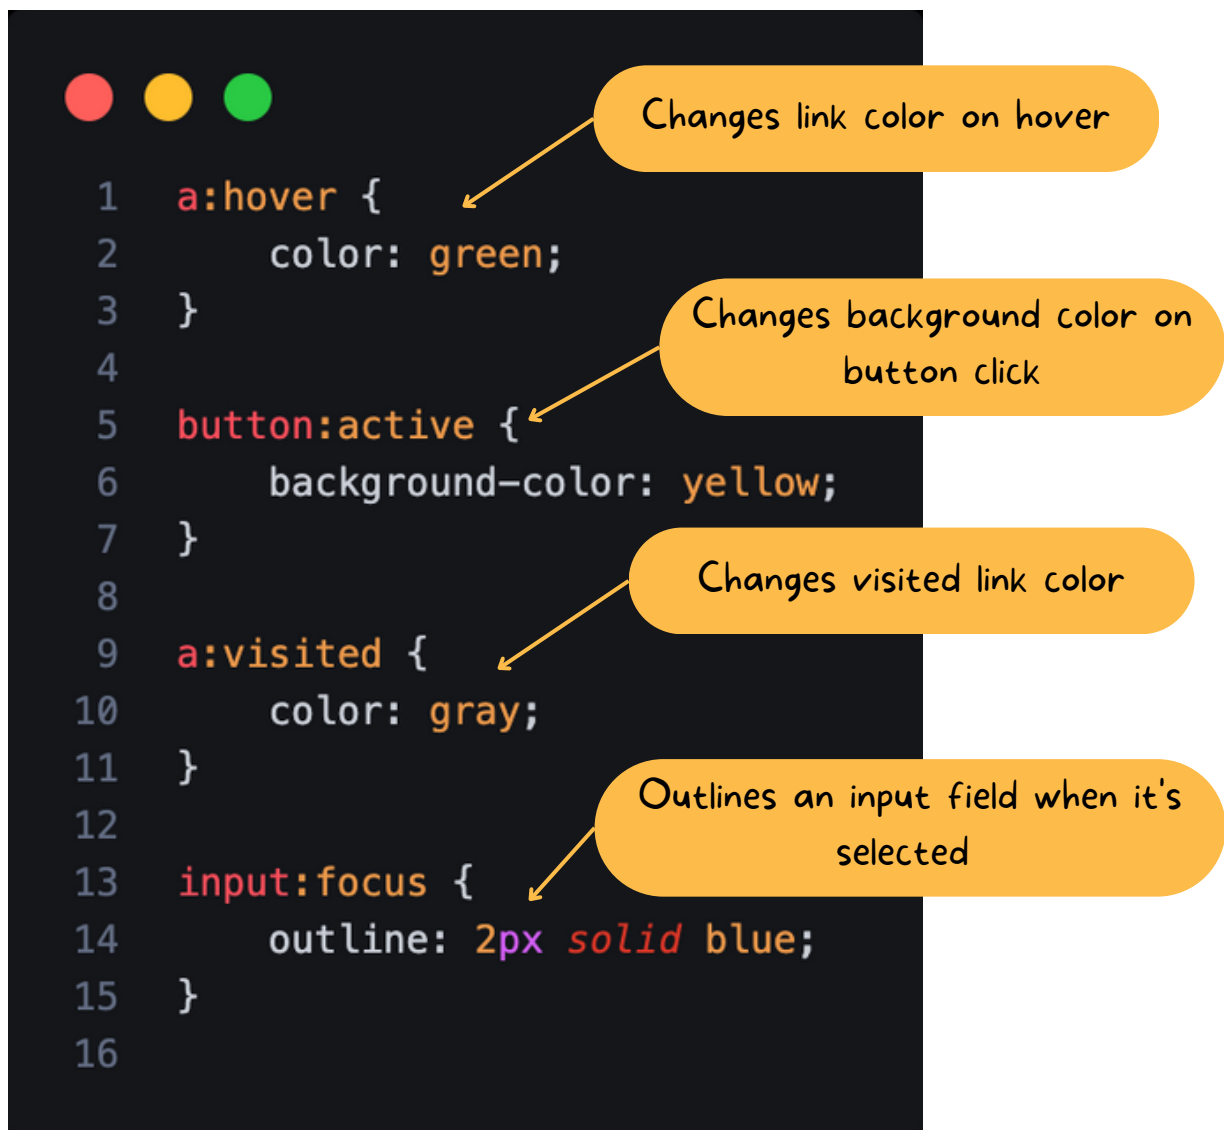 Changes link color on hover
1 a:hover {
2 color: green;
3 }
Changes background color on
button click
4
5 button:active {
6 background-color: yellow;
7 }
Changes visited link color
8
9 a:visited {
10 color: gray;
11 }
Outlines an input field when it's
selected
12
13 input:focus {
14 outline: 2px solid blue;
15 }
16